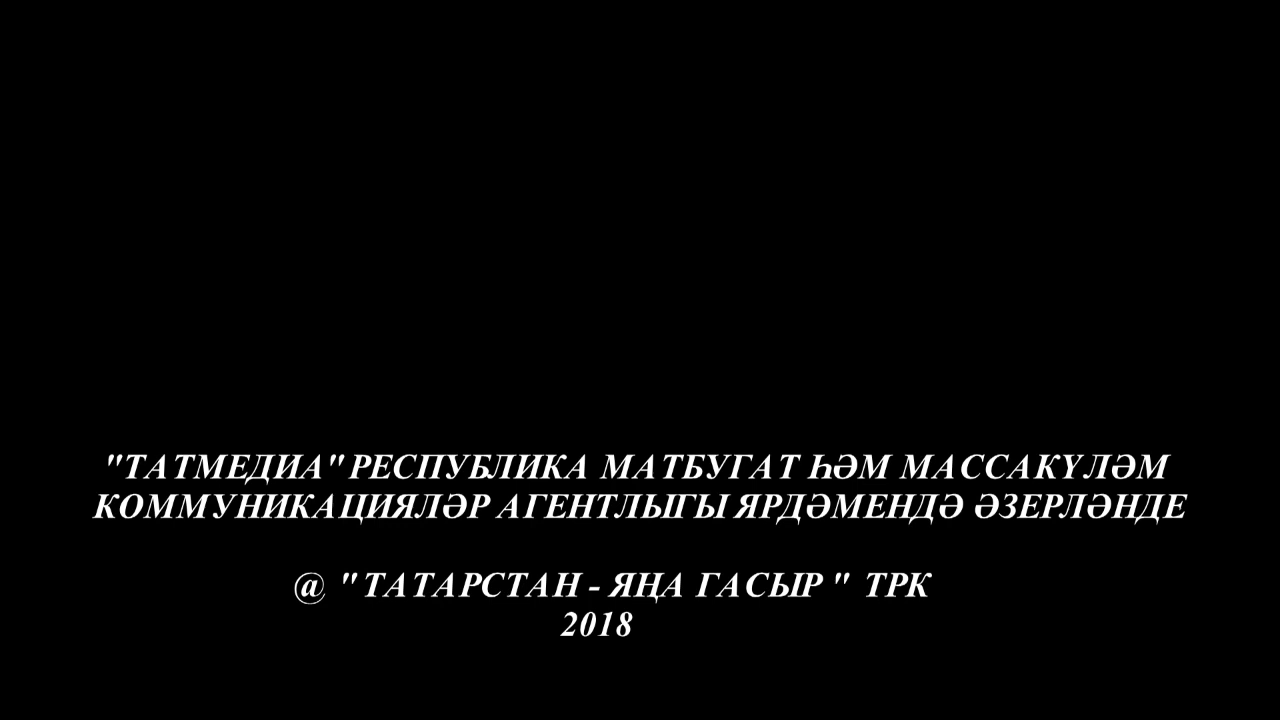 "ТАТМЕДИА" РЕСПУБЛИКА МАТБУГАТ ҺӘМ МАССАКҮЛӘМ
КОММУНИКАЦИЯЛӘР АГЕНТЛЫГЫ ЯРДӘМЕНДӘ ӘЗЕРЛӘНДЕ
@ "ТАТАРСТАН - ЯҢА ГАСЫР " ТРК
2018